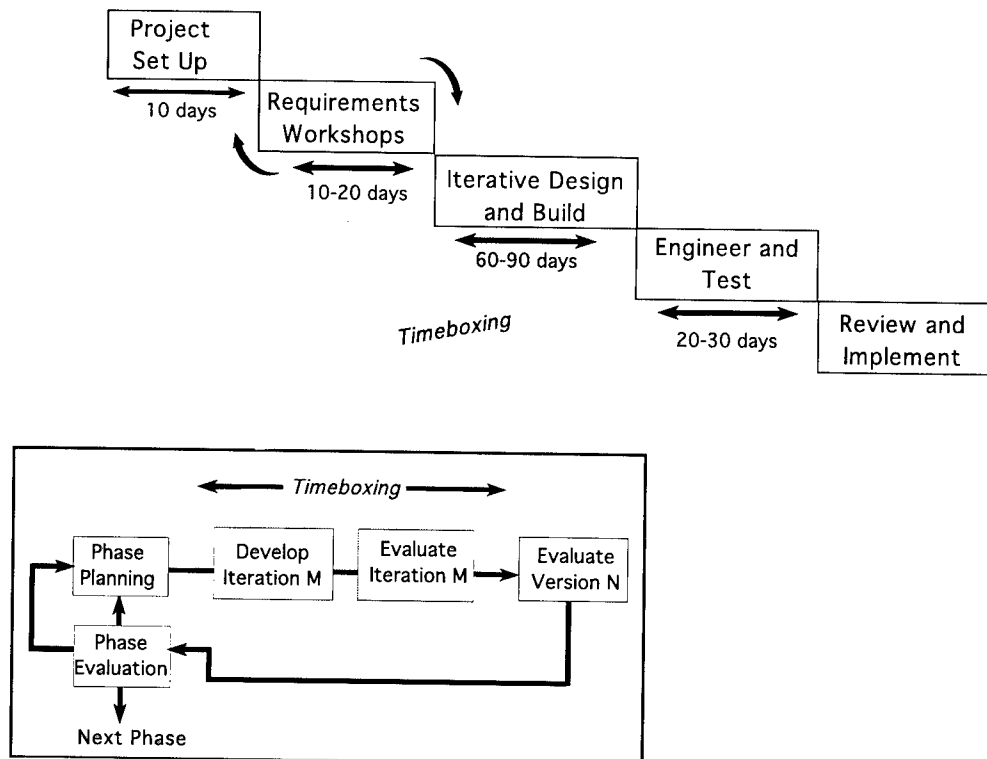 Project
Set Up
10 days
Requirements
Workshops
10-20 days
Iterative Design
and Build
60-90 days
Engineer and
Test
20-30 days
Review and
Implement
Timeboxing
Timeboxing
Phase
Planning
Develop
Iteration M
Evaluate
Iteration M
Evaluate
Version N
Phase
Evaluation
Next Phase